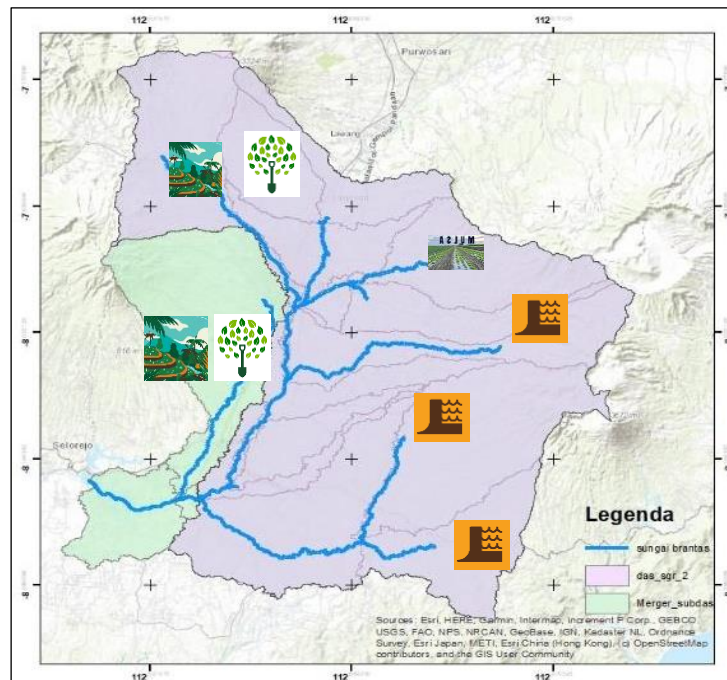 112
112
112
Purwosari
Lawang
-7
-7
-8
-8
-8
ASJUM
Selorejo
Legenda
sungai brantas
das_sgr_2
Merger_subdas
Sources: Esri, HERE, Garmin, Intermap, increment P Corp., GEBCO,
USGS, FAO, NPS, NRCAN, GeoBase, IGN, Kadaster NL, Ordnance
Survey, Esri Japan, METI, Esri China (Hong Kong), (c) OpenStreetMap
contributors, and the GIS User Community
112
112
112